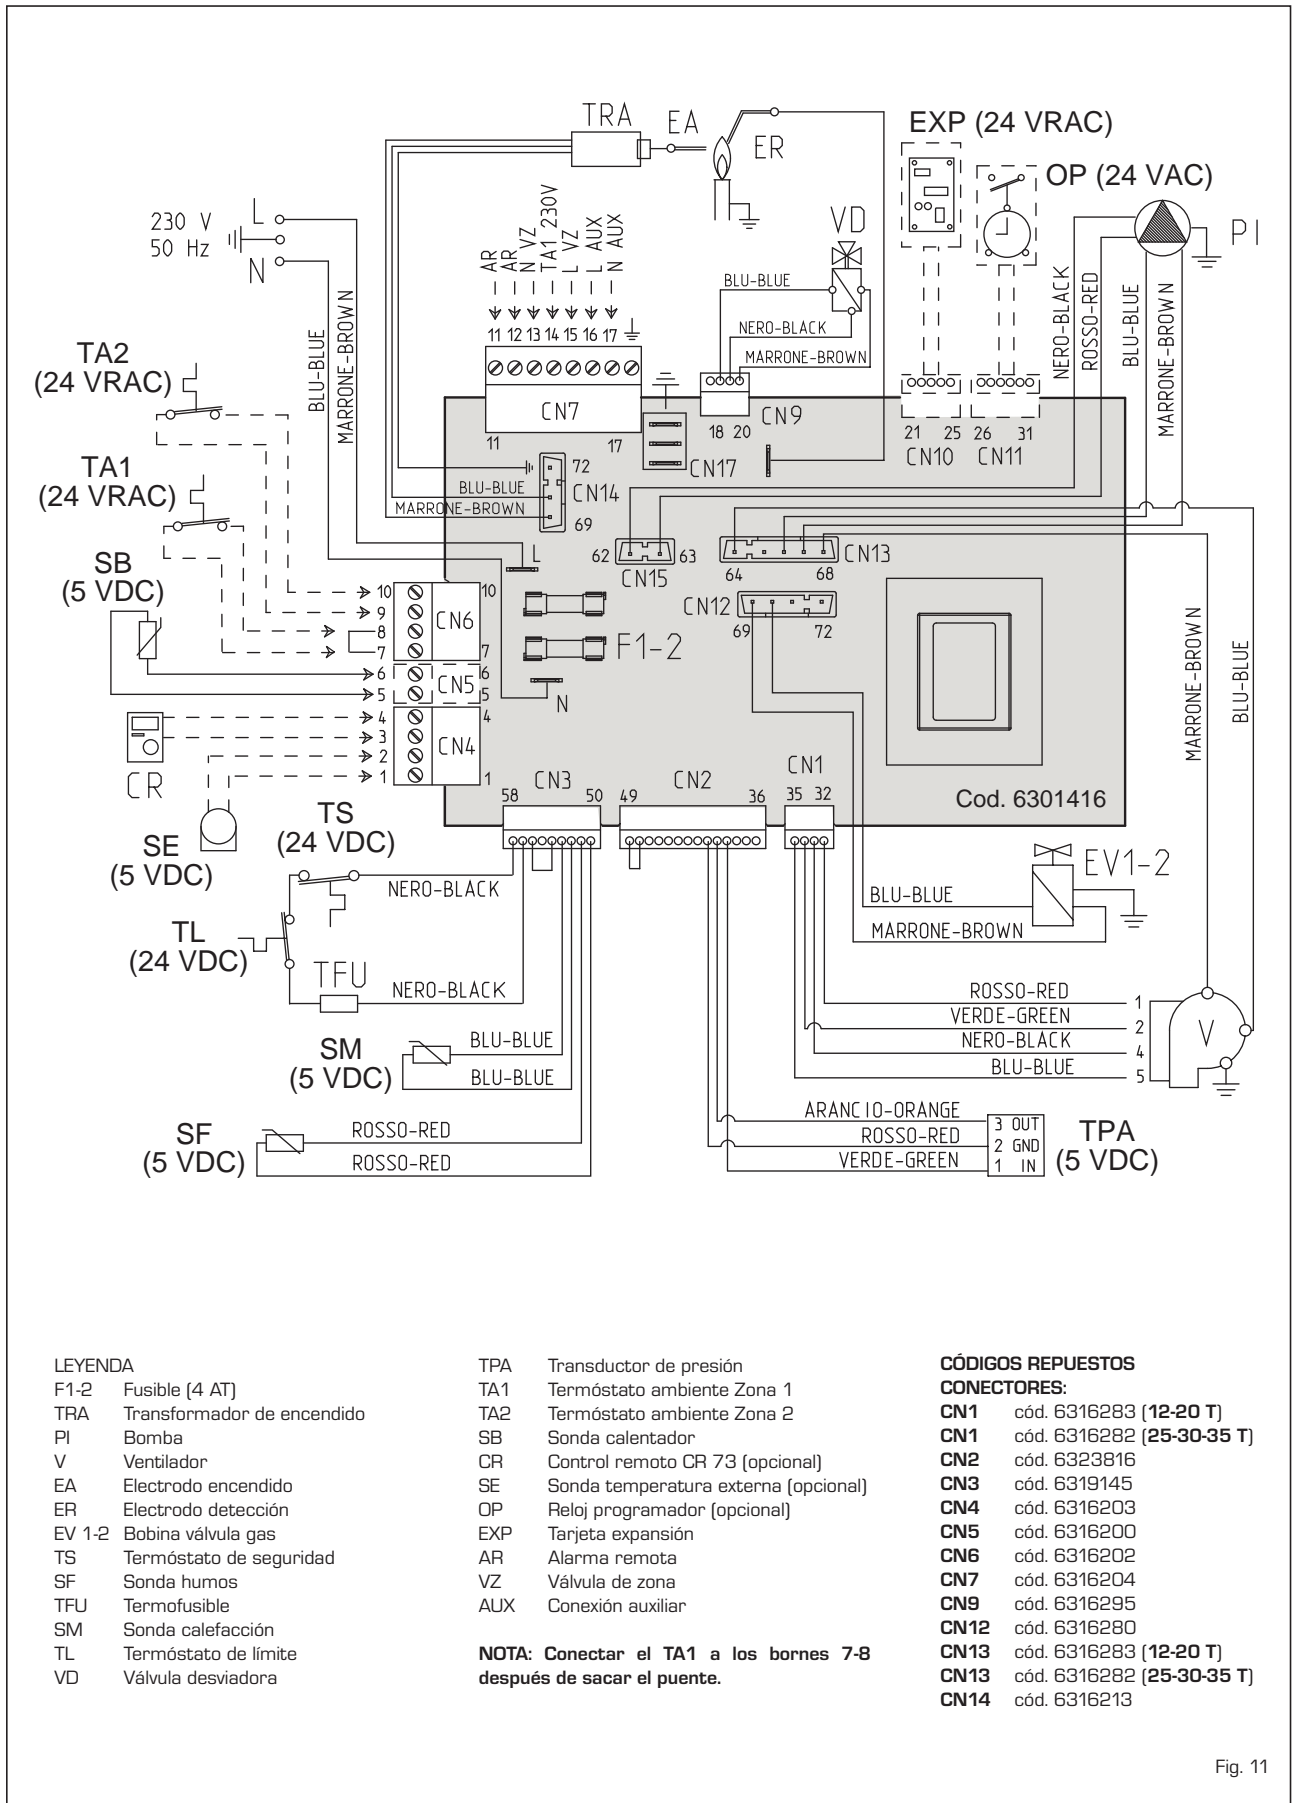 TRA
EA
ER
EXP (24 VRAC)
OP (24 VAC)
PI
230 V
50 Hz
L
N
VD
AR
AR
N VZ
TA1 230V
L VZ
L AUX
N AUX
11 12 13 14 15 16 17
BLU-BLUE
NERO-BLACK
MARRONE-BROWN
NERO-BLACK
ROSSO-RED
BLU-BLUE
MARRONE-BROWN
BLU-BLUE
MARRONE-BROWN
TA2
(24 VRAC)
CN7
11
17
18 20
CN9
21 25
CN10
26 31
CN11
TA1
(24 VRAC)
72
BLU-BLUE
CN14
MARRONE-BROWN
69
CN17
L
62
63
CN15
64
68
CN13
SB
(5 VDC)
10
9
8
7
10
CN6
7
CN12
69
72
F1-2
6
5
6
CN5
5
N
4
3
2
1
4
CN4
1
CR
SE
(5 VDC)
MARRONE-BROWN
BLU-BLUE
CN3
58
50
CN2
49
36
CN1
35 32
Cod. 6301416
TS
(24 VDC)
NERO-BLACK
TL
(24 VDC)
TFU
NERO-BLACK
EV1-2
BLU-BLUE
MARRONE-BROWN
ROSSO-RED
1
VERDE-GREEN
2
NERO-BLACK
4
BLU-BLUE
5
V
SM
(5 VDC)
BLU-BLUE
BLU-BLUE
SF
(5 VDC)
ROSSO-RED
ROSSO-RED
ARANCIO-ORANGE
3 OUT
ROSSO-RED
2 GND
VERDE-GREEN
1 IN
TPA
(5 VDC)
LEYENDA
F1-2 Fusible (4 AT)
TRA Transformador de encendido
PI Bomba
V Ventilador
EA Electrodo encendido
ER Electrodo detección
EV 1-2 Bobina válvula gas
TS Termóstato de seguridad
SF Sonda humos
TFU Termofusible
SM Sonda calefacción
TL Termóstato de límite
VD Válvula desviadora
TPA Transductor de presión
TA1 Termóstato ambiente Zona 1
TA2 Termóstato ambiente Zona 2
SB Sonda calentador
CR Control remoto CR 73 (opcional)
SE Sonda temperatura externa (opcional)
OP Reloj programador (opcional)
EXP Tarjeta expansión
AR Alarma remota
VZ Válvula de zona
AUX Conexión auxiliar
NOTA: Conectar el TA1 a los bornes 7-8
después de sacar el puente.
CÓDIGOS REPUESTOS
CONECTORES:
CN1 cód. 6316283 (12-20 T)
CN1 cód. 6316282 (25-30-35 T)
CN2 cód. 6323816
CN3 cód. 6319145
CN4 cód. 6316203
CN5 cód. 6316200
CN6 cód. 6316202
CN7 cód. 6316204
CN9 cód. 6316295
CN12 cód. 6316280
CN13 cód. 6316283 (12-20 T)
CN13 cód. 6316282 (25-30-35 T)
CN14 cód. 6316213
Fig. 11